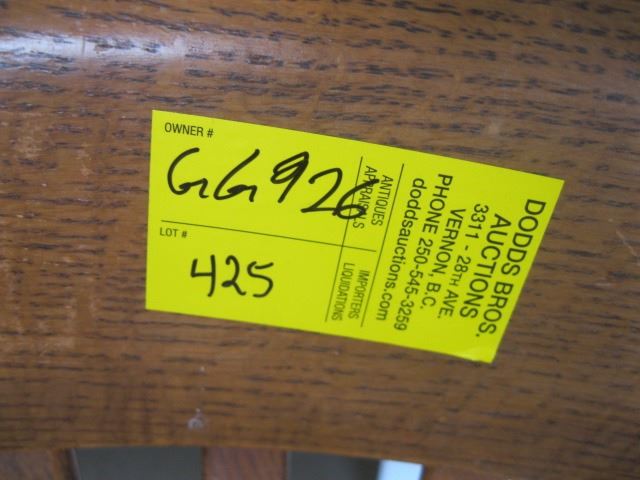 OWNER #
GG926
LOT #
425
DODDS BROS.
AUCTIONS
3311 - 28TH AVE.
VERNON, B.C.
PHONE 250-545-3259
doddsauctions.com
ANTIQUES
APPRAISALS
IMPORTERS
LIQUIDATIONS